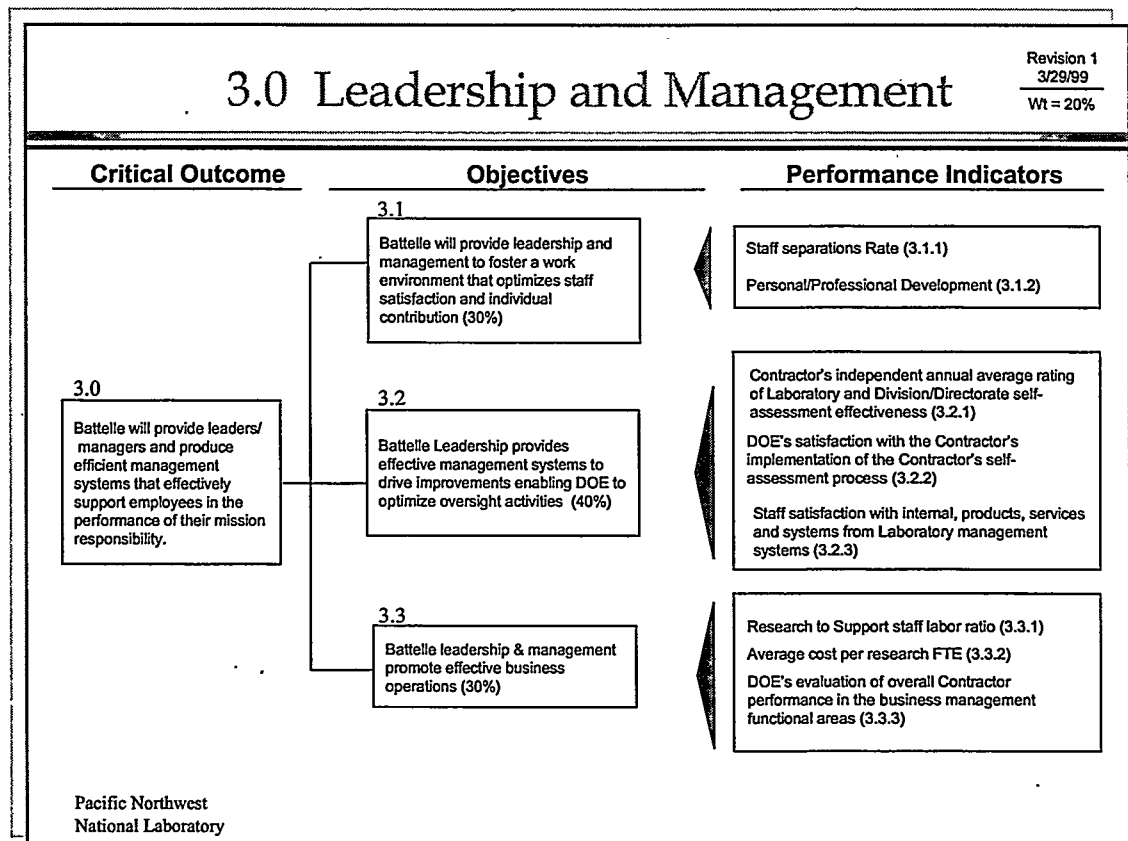 3.0 Leadership and Management
Revision 1
3/29/99
Wt = 20%
Critical Outcome
Objectives
Performance Indicators
3.1
Battelle will provide leadership and
management to foster a work
environment that optimizes staff
satisfaction and individual
contribution (30%)
Staff separations Rate (3.1.1)
Personal/Professional Development (3.1.2)
3.0
Battelle will provide leaders/
managers and produce
efficient management
systems that effectively
support employees in the
performance of their mission
responsibility.
3.2
Battelle Leadership provides
effective management systems to
drive improvements enabling DOE to
optimize oversight activities (40%)
Contractor's independent annual average rating
of Laboratory and Division/Directorate self-
assessment effectiveness (3.2.1)
DOE's satisfaction with the Contractor's
implementation of the Contractor's self-
assessment process (3.2.2)
Staff satisfaction with internal, products, services
and systems from Laboratory management
systems (3.2.3)
3.3
Battelle leadership & management
promote effective business
operations (30%)
Research to Support staff labor ratio (3.3.1)
Average cost per research FTE (3.3.2)
DOE's evaluation of overall Contractor
performance in the business management
functional areas (3.3.3)
Pacific Northwest
National Laboratory